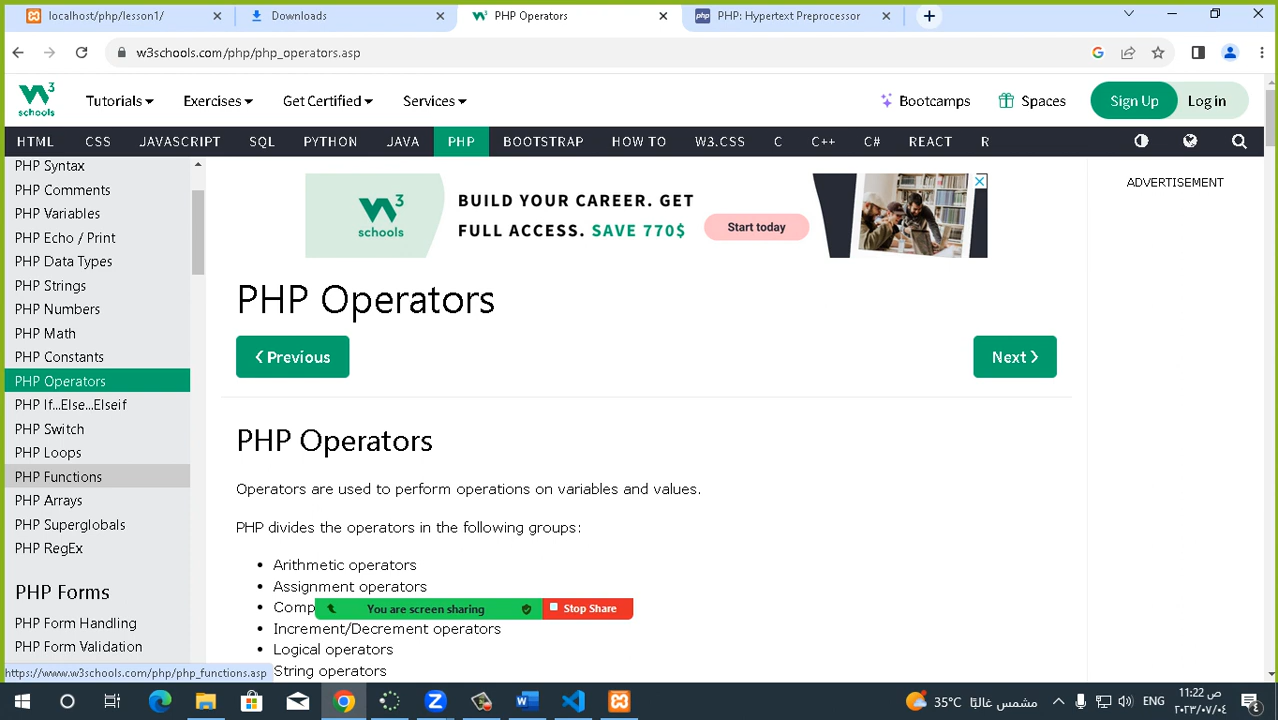 localhost/php/lesson1/
Downloads
PHP Operators
php PHP: Hypertext Preprocessor
w3schools.com/php/php_operators.asp
W3 schools
Tutorials
Exercises
Get Certified
Services
Bootcamps
Spaces
Sign Up
Log in
HTML CSS JAVASCRIPT SQL PYTHON JAVA PHP BOOTSTRAP HOW TO W3.CSS C C++ C# REACT R
PHP Syntax
PHP Comments
PHP Variables
PHP Echo / Print
PHP Data Types
PHP Strings
PHP Numbers
PHP Math
PHP Constants
PHP Operators
PHP If...Else...Elseif
PHP Switch
PHP Loops
PHP Functions
PHP Arrays
PHP Superglobals
PHP RegEx
PHP Forms
PHP Form Handling
PHP Form Validation
https://www.w3schools.com/php/php_functions.asp
W3 schools
BUILD YOUR CAREER. GET
FULL ACCESS. SAVE 770$
Start today
ADVERTISEMENT
PHP Operators
❮ Previous
Next ❯
PHP Operators
Operators are used to perform operations on variables and values.
PHP divides the operators in the following groups:
• Arithmetic operators
• Assignment operators
• Comp
You are screen sharing
Stop Share
• Increment/Decrement operators
• Logical operators
String operators
35°C مشمس غالبًا
ENG
11:22 ص
٢٠٢٣/٠٧/٠٤